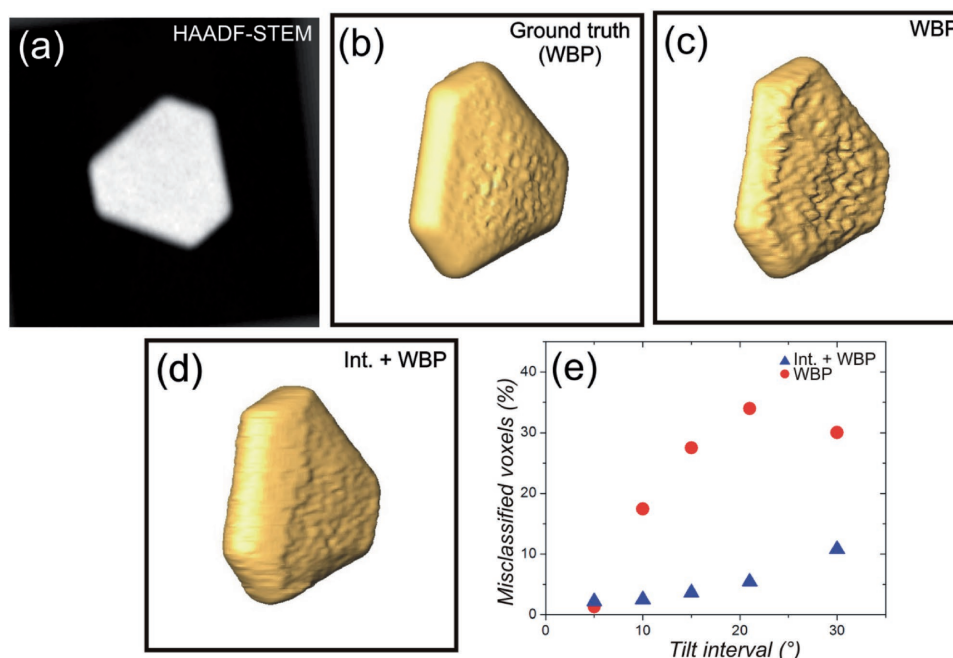 (a)
HAADF-STEM
(b)
Ground truth
(WBP)
(c)
WBP
(d)
Int. + WBP
(e)
Int. + WBP
WBP
Misclassified voxels (%)
40
30
20
10
0
0
10
20
30
Tilt interval (°)